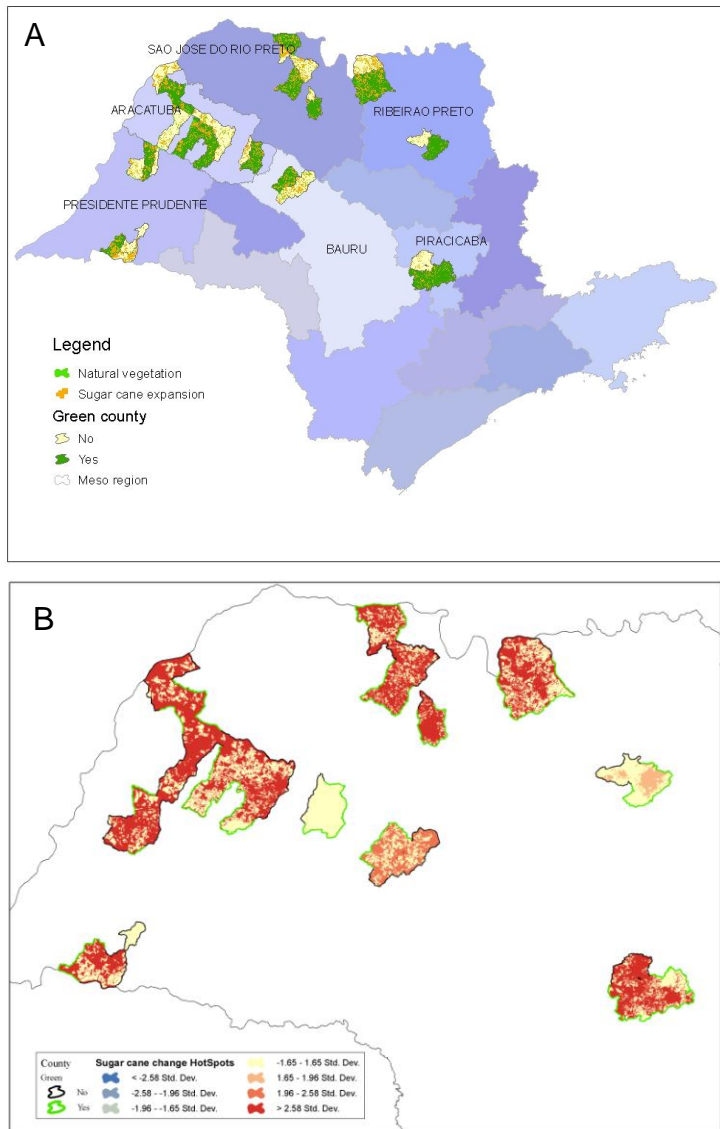 A
SAO JOSE DO RIO PRETO
RIBEIRAO PRETO
ARACATUBA
PRESIDENTE PRUDENTE
BAURU
PIRACICABA
Legend
Natural vegetation
Sugar cane expansion
Green county
No
Yes
Meso region
B
County
Green
No
Yes
Sugar cane change HotSpots
< -2.58 Std. Dev.
-2.58 - -1.96 Std. Dev.
-1.96 - -1.65 Std. Dev.
-1.65 - 1.65 Std. Dev.
1.65 - 1.96 Std. Dev.
1.96 - 2.58 Std. Dev.
> 2.58 Std. Dev.